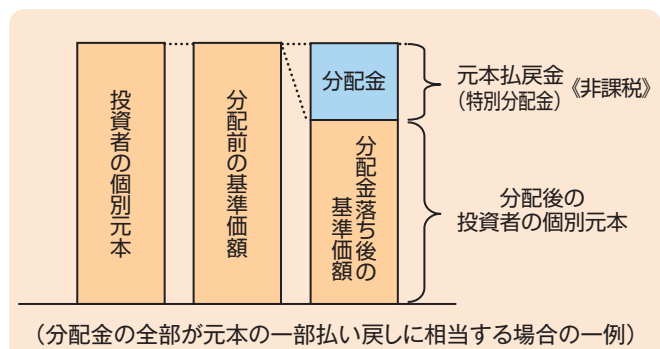 投資者の個別元本
分配前の基準価額
分配金
分配金落ち後の
基準価額
元本払戻金
（特別分配金）
《非課税》
分配後の
投資者の個別元本
（分配金の全部が元本の一部払い戻しに相当する場合の一例）